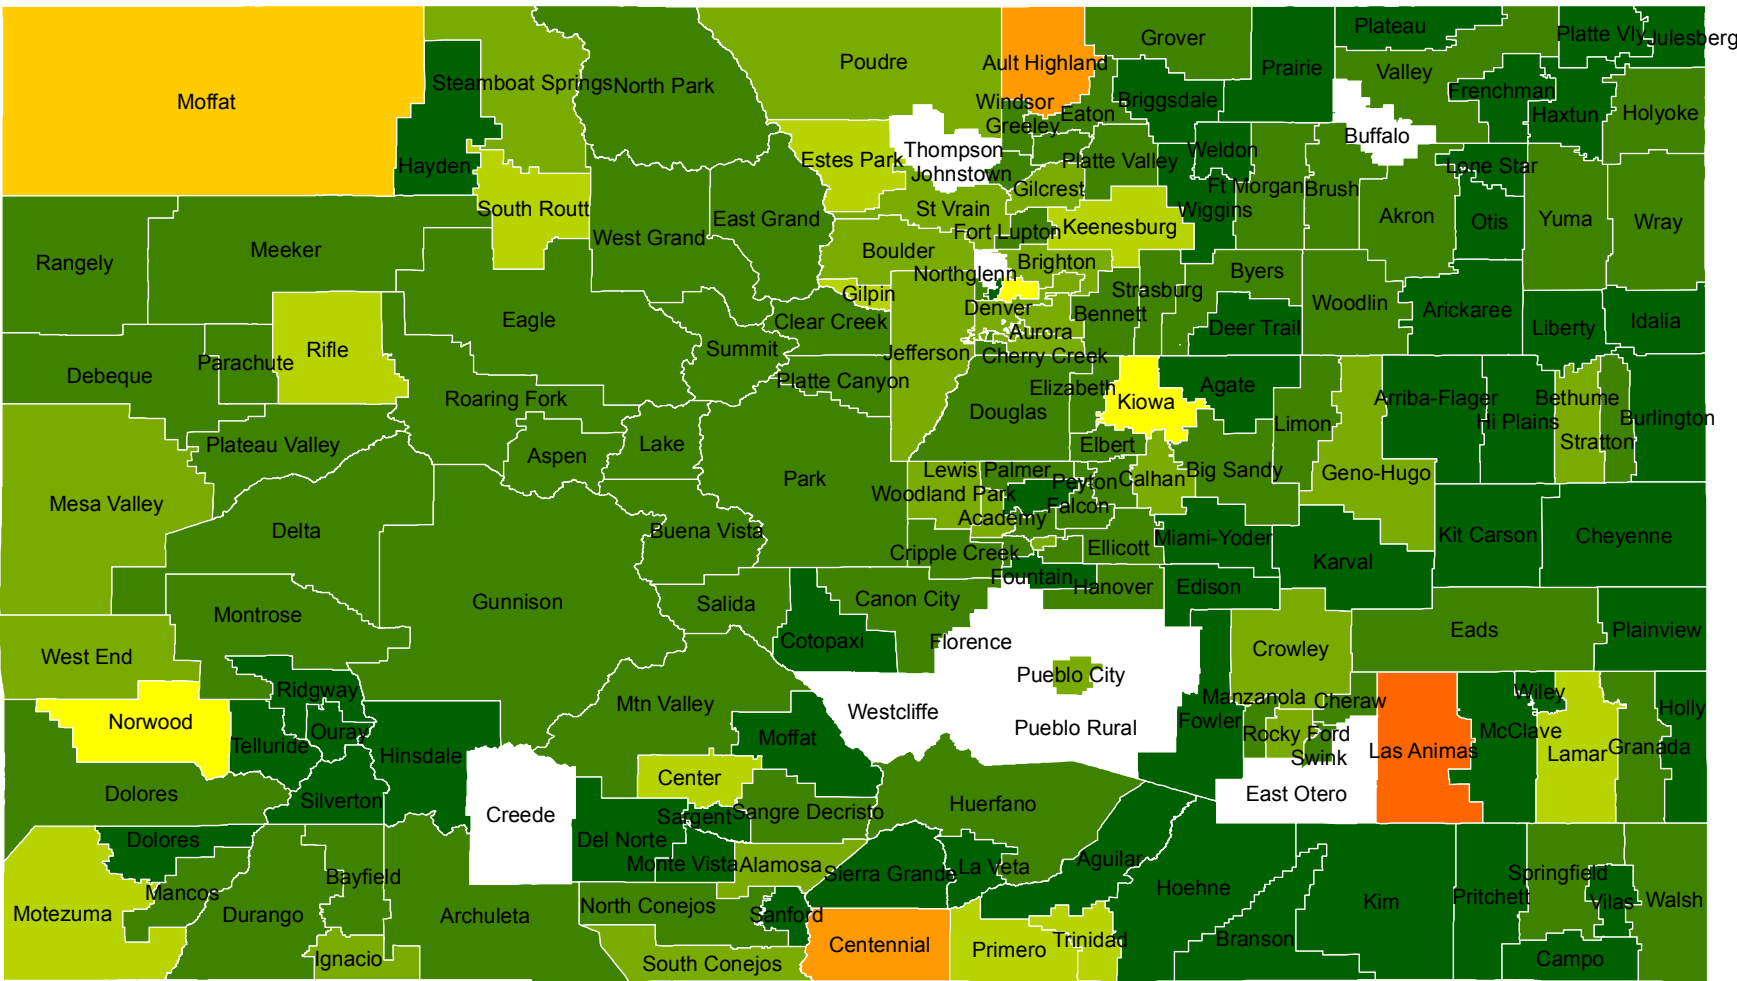 Moffat
Steamboat Springs
North Park
Poudre
Ault Highland
Grover
Prairie
Plateau
Platte Vly
Julesberg
Valley
Frenchman
Haxtun
Holyoke
Windsor
Eaton
Briggsdale
Greeley
Buffalo
Hayden
Estes Park
Thompson
Johnstown
Platte Valley
Weldon
Lone Star
Gilcrest
Ft Morgan
Brush
South Routt
West Grand
East Grand
St Vrain
Fort Lupton
Keenesburg
Wiggins
Akron
Otis
Yuma
Wray
Rangely
Meeker
Boulder
Northglenn
Brighton
Byers
Gilpin
Strasburg
Woodlin
Arickaree
Liberty
Idalia
Eagle
Clear Creek
Denver
Aurora
Bennett
Deer Trail
Debeque
Parachute
Rifle
Summit
Jefferson
Cherry Creek
Platte Canyon
Roaring Fork
Douglas
Elizabeth
Kiowa
Agate
Limon
Arriba-Flager
Hi Plains
Bethume
Stratton
Burlington
Plateau Valley
Aspen
Lake
Elbert
Mesa Valley
Park
Lewis Palmer
Woodland Park
Peyton
Calhan
Big Sandy
Geno-Hugo
Falcon
Academy
Delta
Buena Vista
Cripple Creek
Ellicott
Miami-Yoder
Karval
Kit Carson
Cheyenne
Fountain
Hanover
Edison
Montrose
Gunnison
Salida
Canon City
Cotopaxi
Florence
Crowley
Eads
Plainview
West End
Pueblo City
Ridgway
Norwood
Mtn Valley
Westcliffe
Pueblo Rural
Manzanola
Cheraw
Fowler
Wiley
Holly
Telluride
Ouray
Hinsdale
Moffat
Rocky Ford
Swink
Las Animas
McClave
Lamar
Granada
Dolores
Silverton
Creede
Center
Sargent
Sangre Decristo
Huerfano
East Otero
Dolores
Del Norte
Monte Vista
Alamosa
Sierra Grande
La Veta
Aguilar
Mancos
Bayfield
Hoehne
Kim
Springfield
Pritchett
Vilas
Walsh
Motezuma
Durango
Archuleta
North Conejos
Sanford
Ignacio
South Conejos
Centennial
Primero
Trinidad
Branson
Campo